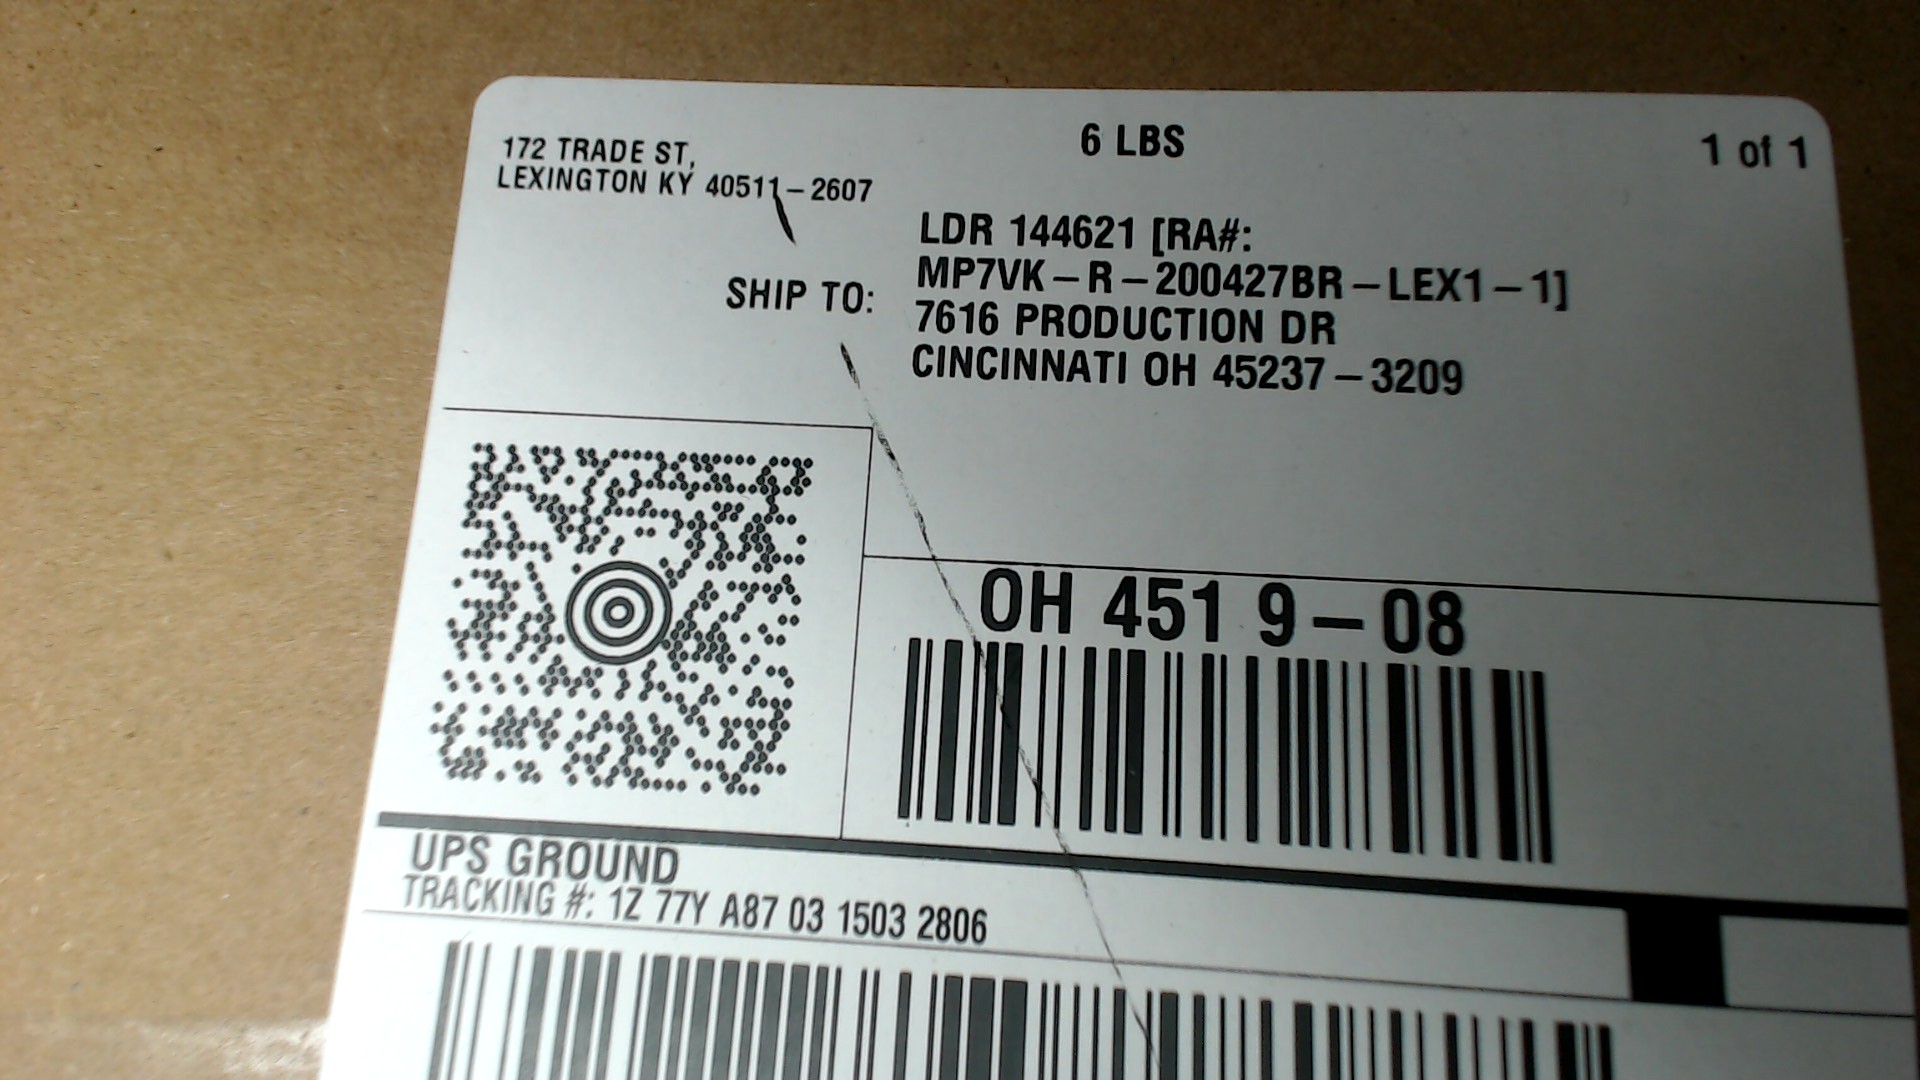 172 TRADE ST,
LEXINGTON KY 40511-2607
6 LBS
1 of 1
SHIP TO:
LDR 144621 [RA#:
MP7VK-R-200427BR-LEX1-1]
7616 PRODUCTION DR
CINCINNATI OH 45237-3209
OH 451 9-08
UPS GROUND
TRACKING #: 1Z 77Y A87 03 1503 2806